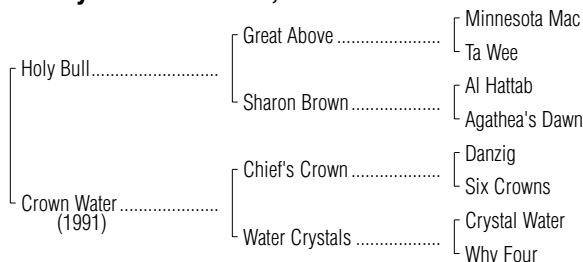 Minnesota Mac
Great Above
Ta Wee
Holy Bull
Al Hattab
Sharon Brown
Agathea's Dawn
Danzig
Chief's Crown
Six Crowns
Crown Water
(1991)
Crystal Water
Water Crystals
Why Four